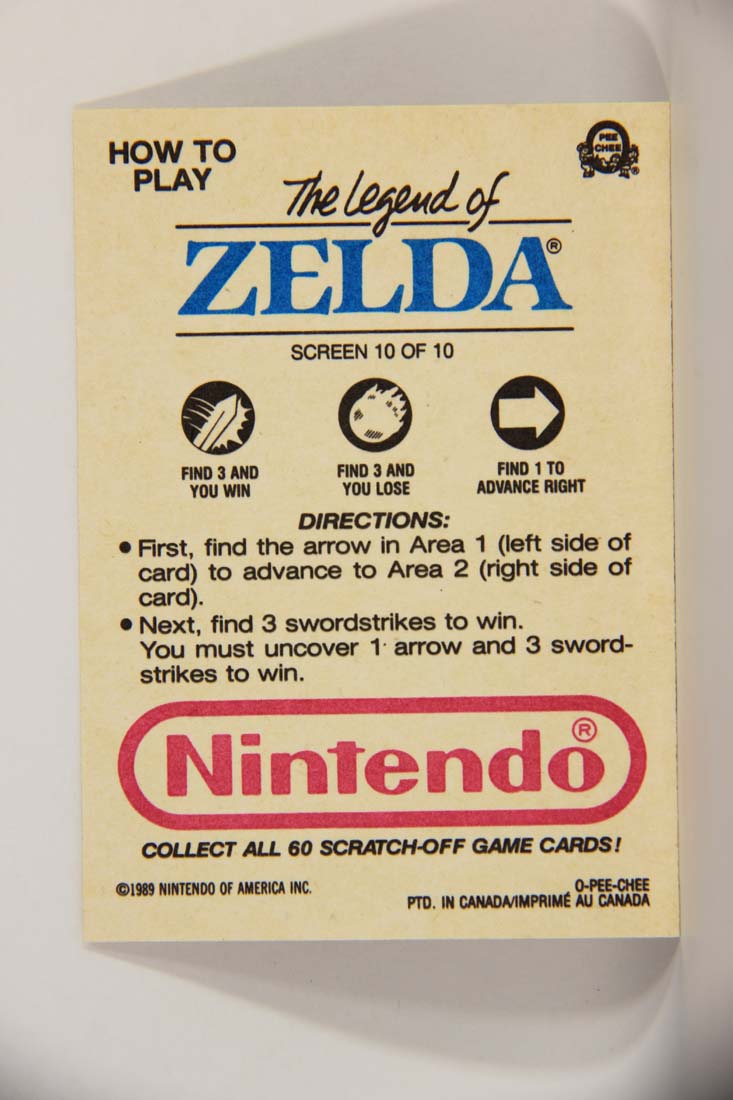 HOW TO
PLAY
O
PEE
CHEE
®
The Legend of
ZELDA®
SCREEN 10 OF 10
FIND 3 AND
YOU WIN
FIND 3 AND
YOU LOSE
FIND 1 TO
ADVANCE RIGHT
DIRECTIONS:
• First, find the arrow in Area 1 (left side of
card) to advance to Area 2 (right side of
card).
• Next, find 3 swordstrikes to win.
You must uncover 1 arrow and 3 sword-
strikes to win.
Nintendo®
COLLECT ALL 60 SCRATCH-OFF GAME CARDS!
©1989 NINTENDO OF AMERICA INC.
O-PEE-CHEE
PTD. IN CANADA/IMPRIMÉ AU CANADA